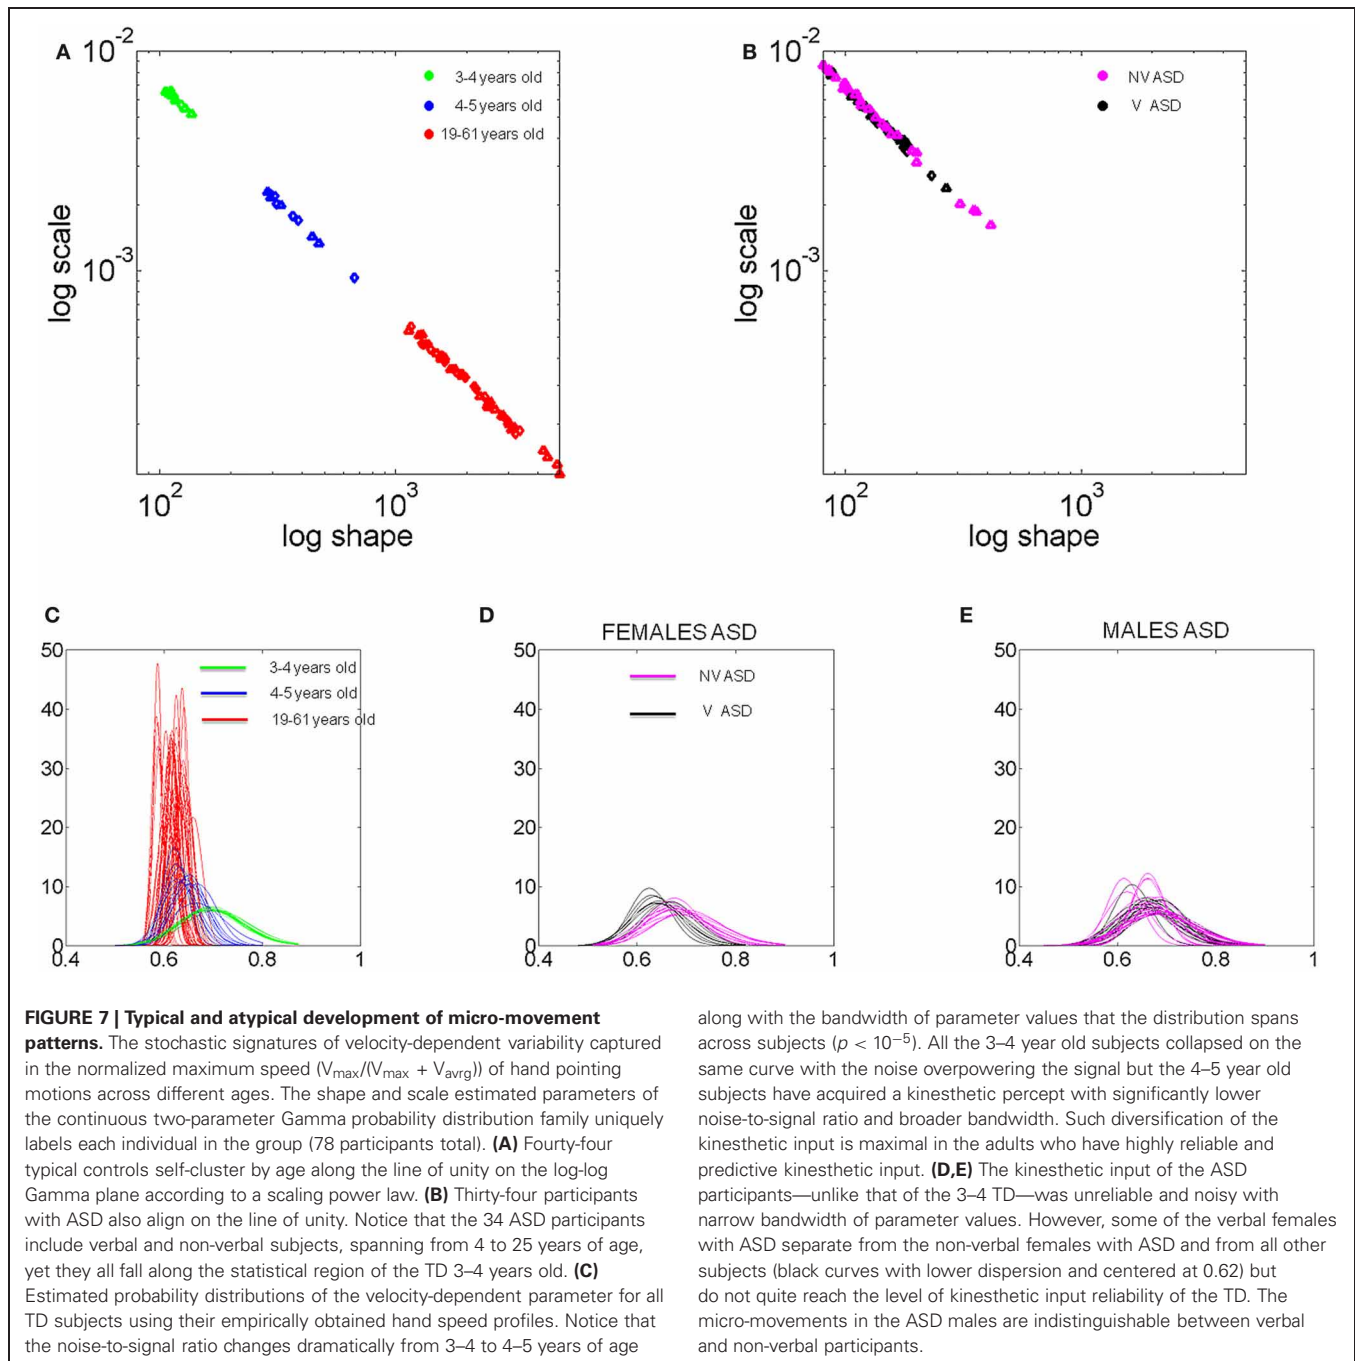 A
10^-2
10^-3
log scale
3-4 years old
4-5 years old
19-61 years old
10^2
10^3
log shape
B
10^-2
10^-3
log scale
NV ASD
V ASD
10^2
10^3
log shape
C
50
40
30
20
10
0
3-4 years old
4-5 years old
19-61 years old
0.4
0.6
0.8
1
D
FEMALES ASD
50
40
30
20
10
0
NV ASD
V ASD
0.4
0.6
0.8
1
E
MALES ASD
50
40
30
20
10
0
0.4
0.6
0.8
1
FIGURE 7 | Typical and atypical development of micro-movement
patterns. The stochastic signatures of velocity-dependent variability captured
in the normalized maximum speed (Vmax/(Vmax + Vavrg)) of hand pointing
motions across different ages. The shape and scale estimated parameters of
the continuous two-parameter Gamma probability distribution family uniquely
labels each individual in the group (78 participants total). (A) Fourty-four
typical controls self-cluster by age along the line of unity on the log-log
Gamma plane according to a scaling power law. (B) Thirty-four participants
with ASD also align on the line of unity. Notice that the 34 ASD participants
include verbal and non-verbal subjects, spanning from 4 to 25 years of age,
yet they all fall along the statistical region of the TD 3–4 years old. (C)
Estimated probability distributions of the velocity-dependent parameter for all
TD subjects using their empirically obtained hand speed profiles. Notice that
the noise-to-signal ratio changes dramatically from 3–4 to 4–5 years of age
along with the bandwidth of parameter values that the distribution spans
across subjects (p < 10^−5). All the 3–4 year old subjects collapsed on the
same curve with the noise overpowering the signal but the 4–5 year old
subjects have acquired a kinesthetic percept with significantly lower
noise-to-signal ratio and broader bandwidth. Such diversification of the
kinesthetic input is maximal in the adults who have highly reliable and
predictive kinesthetic input. (D,E) The kinesthetic input of the ASD
participants—unlike that of the 3–4 TD—was unreliable and noisy with
narrow bandwidth of parameter values. However, some of the verbal females
with ASD separate from the non-verbal females with ASD and from all other
subjects (black curves with lower dispersion and centered at 0.62) but
do not quite reach the level of kinesthetic input reliability of the TD. The
micro-movements in the ASD males are indistinguishable between verbal
and non-verbal participants.